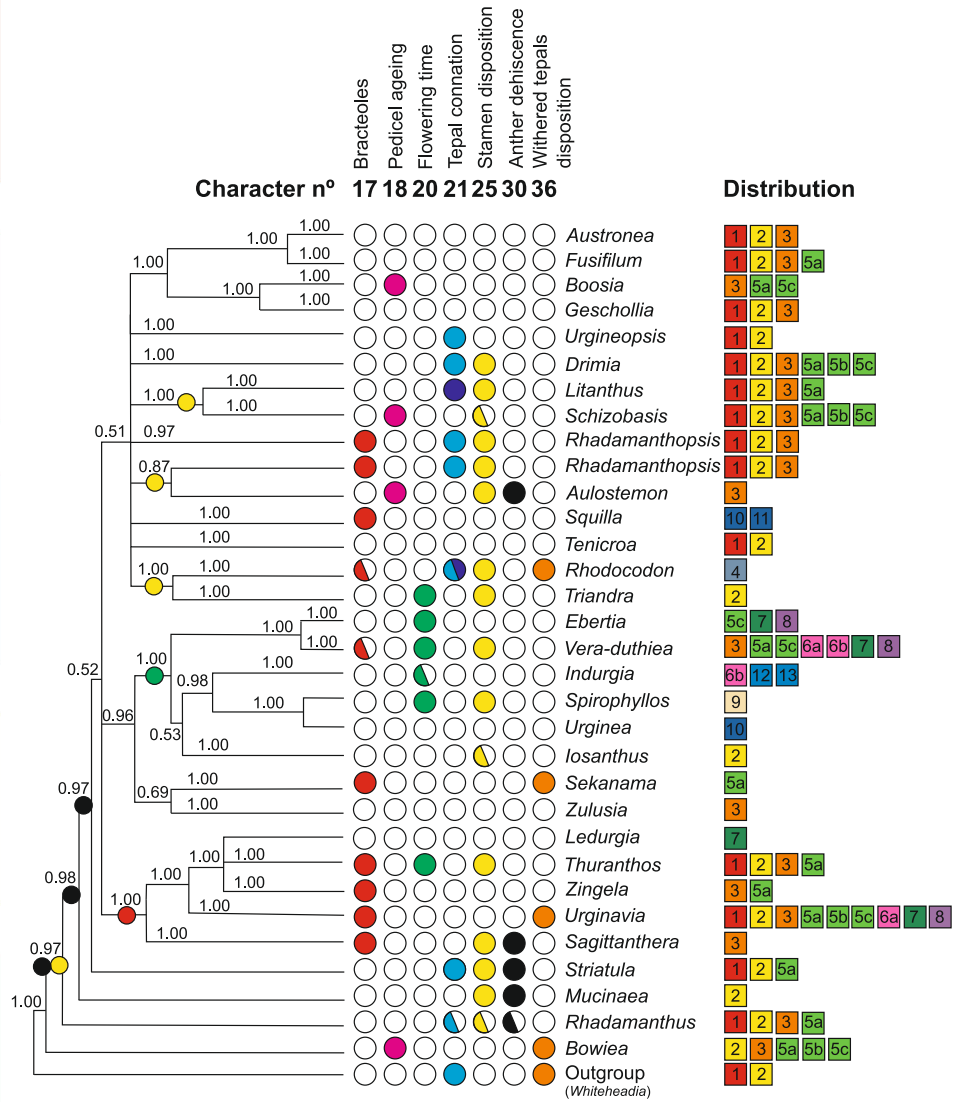 Bracteoles
Pedicel ageing
Flowering time
Tepal connation
Stamen disposition
Anther dehiscence
Withered tepals
disposition
Character nº 17 18 20 21 25 30 36 Distribution
1.00 Austronea 1 2 3
1.00
1.00 Fusifilum 1 2 3 5a
1.00
1.00 Boosia 3 5a 5c
1.00
1.00 Geschollia 1 2 3
1.00 Urgineopsis 1 2
1.00 Drimia 1 2 3 5a 5b 5c
1.00 Litanthus 1 2 3 5a
1.00
1.00 Schizobasis 1 2 3 5a 5b 5c
0.51 0.97 Rhadamanthopsis 1 2 3
0.87 Rhadamanthopsis 1 2 3
Aulostemon 3
1.00 Squilla 10 11
1.00 Tenicroa 1 2
1.00 1.00 Rhodocodon 4
1.00 Triandra 2
1.00 Ebertia 5c 7 8
1.00 Vera-duthiea 3 5a 5c 6a 6b 7 8
1.00
0.52 0.98 1.00 Indurgia 6b 12 13
1.00 Spirophyllos 9
0.96 Urginea 10
0.53 1.00 Iosanthus 2
1.00 Sekanama 5a
0.69
0.97 1.00 Zulusia 3
Ledurgia 7
1.00 1.00 Thuranthos 1 2 3 5a
1.00
0.98 1.00 Zingela 3 5a
1.00 1.00 Urginavia 1 2 3 5a 5b 5c 6a 7 8
1.00 Sagittanthera 3
0.97 Striatula 1 2 5a
1.00 Mucinaea 2
Rhadamanthus 1 2 3 5a
Bowiea 2 3 5a 5b 5c
Outgroup 1 2
(Whiteheadia)